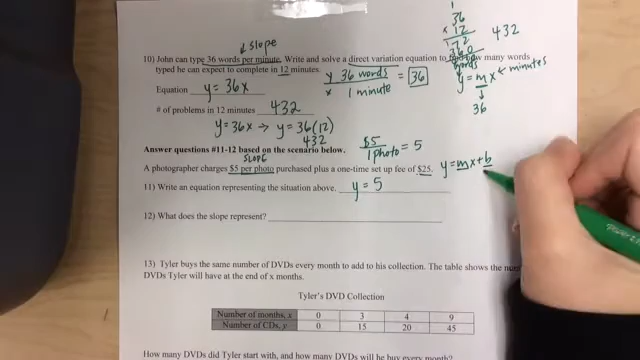 ↓ slope
10) John can type 36 words per minute. Write and solve a direct variation equation to find how many words
typed he can expect to complete in 12 minutes.
y 36 words = 36
x 1 minute
Equation y = 36x
# of problems in 12 minutes 432
y = 36x → y = 36(12)
432
1
36
x 12
72
360
432
words
y = mx ← minutes
↓
36
Answer questions #11-12 based on the scenario below.
$5 = 5
1 photo
SLOPE
A photographer charges $5 per photo purchased plus a one-time set up fee of $25.
y = mx + b
11) Write an equation representing the situation above. y = 5
12) What does the slope represent?
13) Tyler buys the same number of DVDs every month to add to his collection. The table shows the
DVDs Tyler will have at the end of x months.
Tyler's DVD Collection
Number of months, x 0 3 4 9
Number of CDs, y 0 15 20 45
How many DVDs did Tyler start with, and how many DVDs will he buy every month?